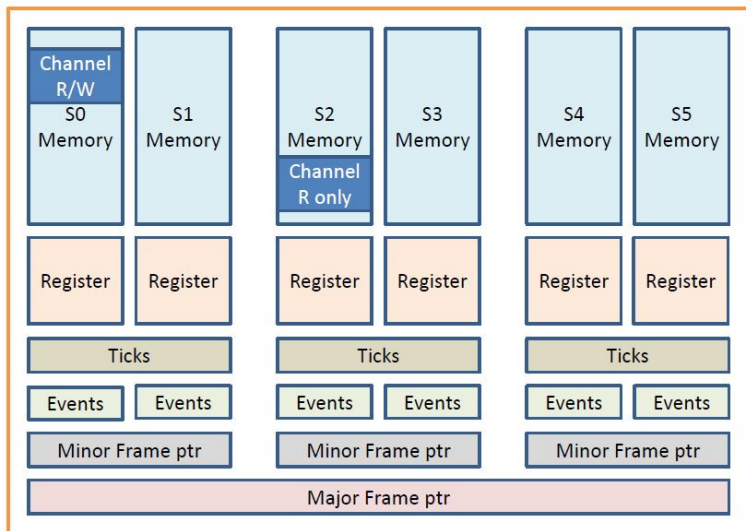 Channel
R/W
S0
Memory
S1
Memory
S2
Memory
Channel
R only
S3
Memory
S4
Memory
S5
Memory
Register
Register
Register
Register
Register
Register
Ticks
Ticks
Ticks
Events
Events
Events
Events
Events
Events
Minor Frame ptr
Minor Frame ptr
Minor Frame ptr
Major Frame ptr